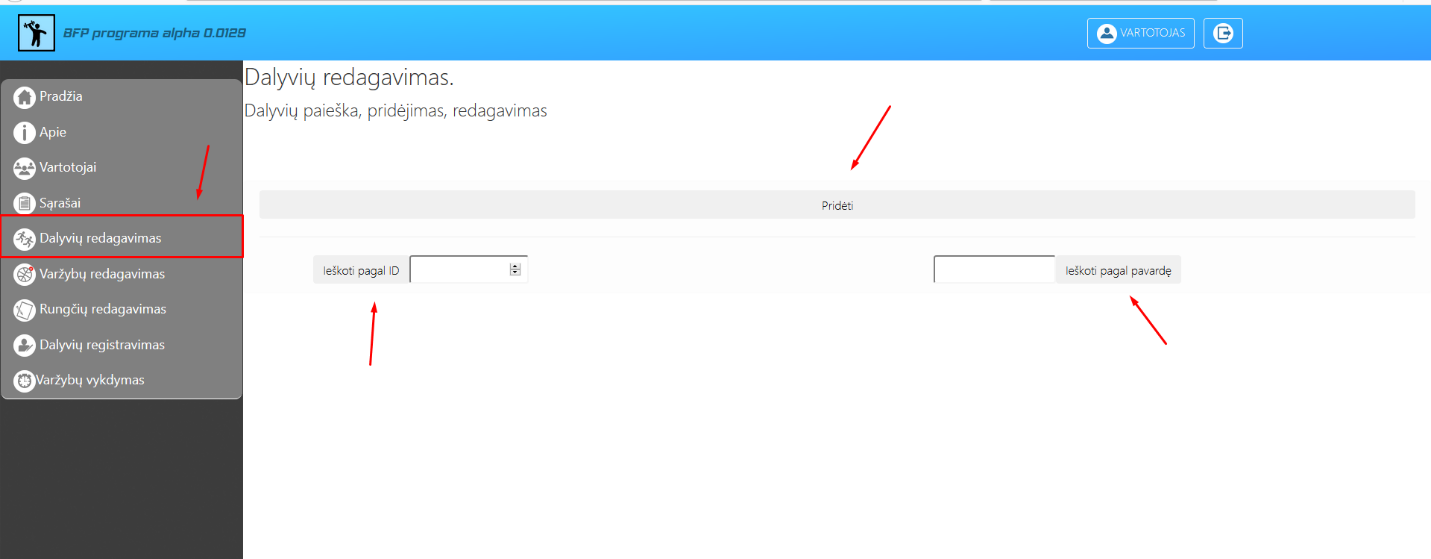 BFP programa alpha 0.0129
VARTOTOJAS
Pradžia
Apie
Vartotojai
Sąrašai
Dalyvių redagavimas
Varžybų redagavimas
Rungčių redagavimas
Dalyvių registravimas
Varžybų vykdymas
Dalyvių redagavimas.
Dalyvių paieška, pridėjimas, redagavimas
Pridėti
Ieškoti pagal ID
Ieškoti pagal pavardę